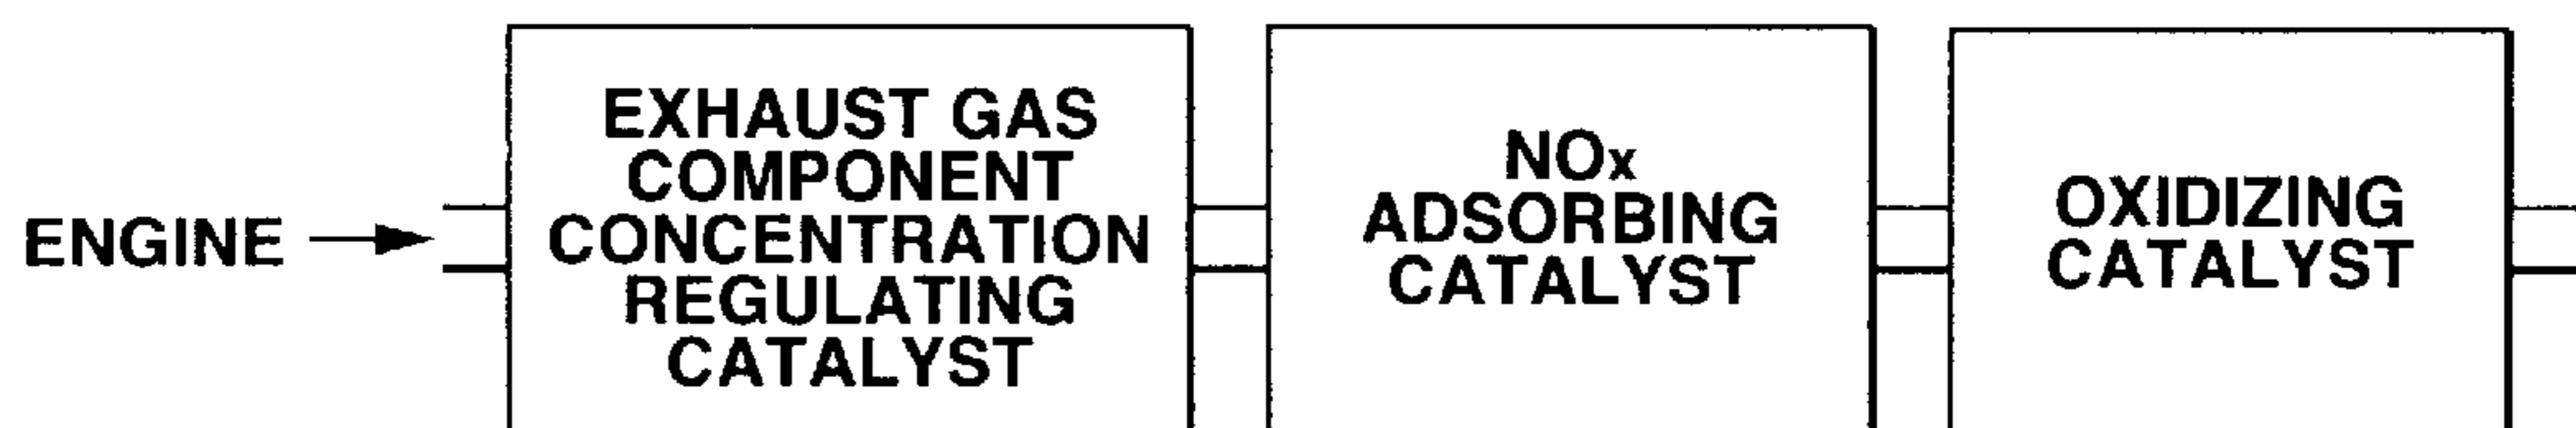 ENGINE
EXHAUST GAS
COMPONENT
CONCENTRATION
REGULATING
CATALYST
NOx
ADSORBING
CATALYST
OXIDIZING
CATALYST